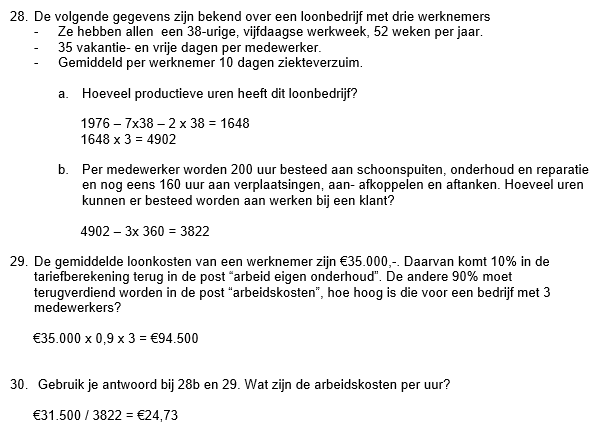 28. De volgende gegevens zijn bekend over een loonbedrijf met drie werknemers
- Ze hebben allen een 38-urige, vijfdaagse werkweek, 52 weken per jaar.
- 35 vakantie- en vrije dagen per medewerker.
- Gemiddeld per werknemer 10 dagen ziekteverzuim.
a. Hoeveel productieve uren heeft dit loonbedrijf?
1976 – 7x38 – 2 x 38 = 1648
1648 x 3 = 4902
b. Per medewerker worden 200 uur besteed aan schoonspuiten, onderhoud en reparatie
en nog eens 160 uur aan verplaatsingen, aan- afkoppelen en aftanken. Hoeveel uren
kunnen er besteed worden aan werken bij een klant?
4902 – 3x 360 = 3822
29. De gemiddelde loonkosten van een werknemer zijn €35.000,-. Daarvan komt 10% in de
tariefberekening terug in de post “arbeid eigen onderhoud”. De andere 90% moet
terugverdiend worden in de post “arbeidskosten”, hoe hoog is die voor een bedrijf met 3
medewerkers?
€35.000 x 0,9 x 3 = €94.500
30. Gebruik je antwoord bij 28b en 29. Wat zijn de arbeidskosten per uur?
€31.500 / 3822 = €24,73